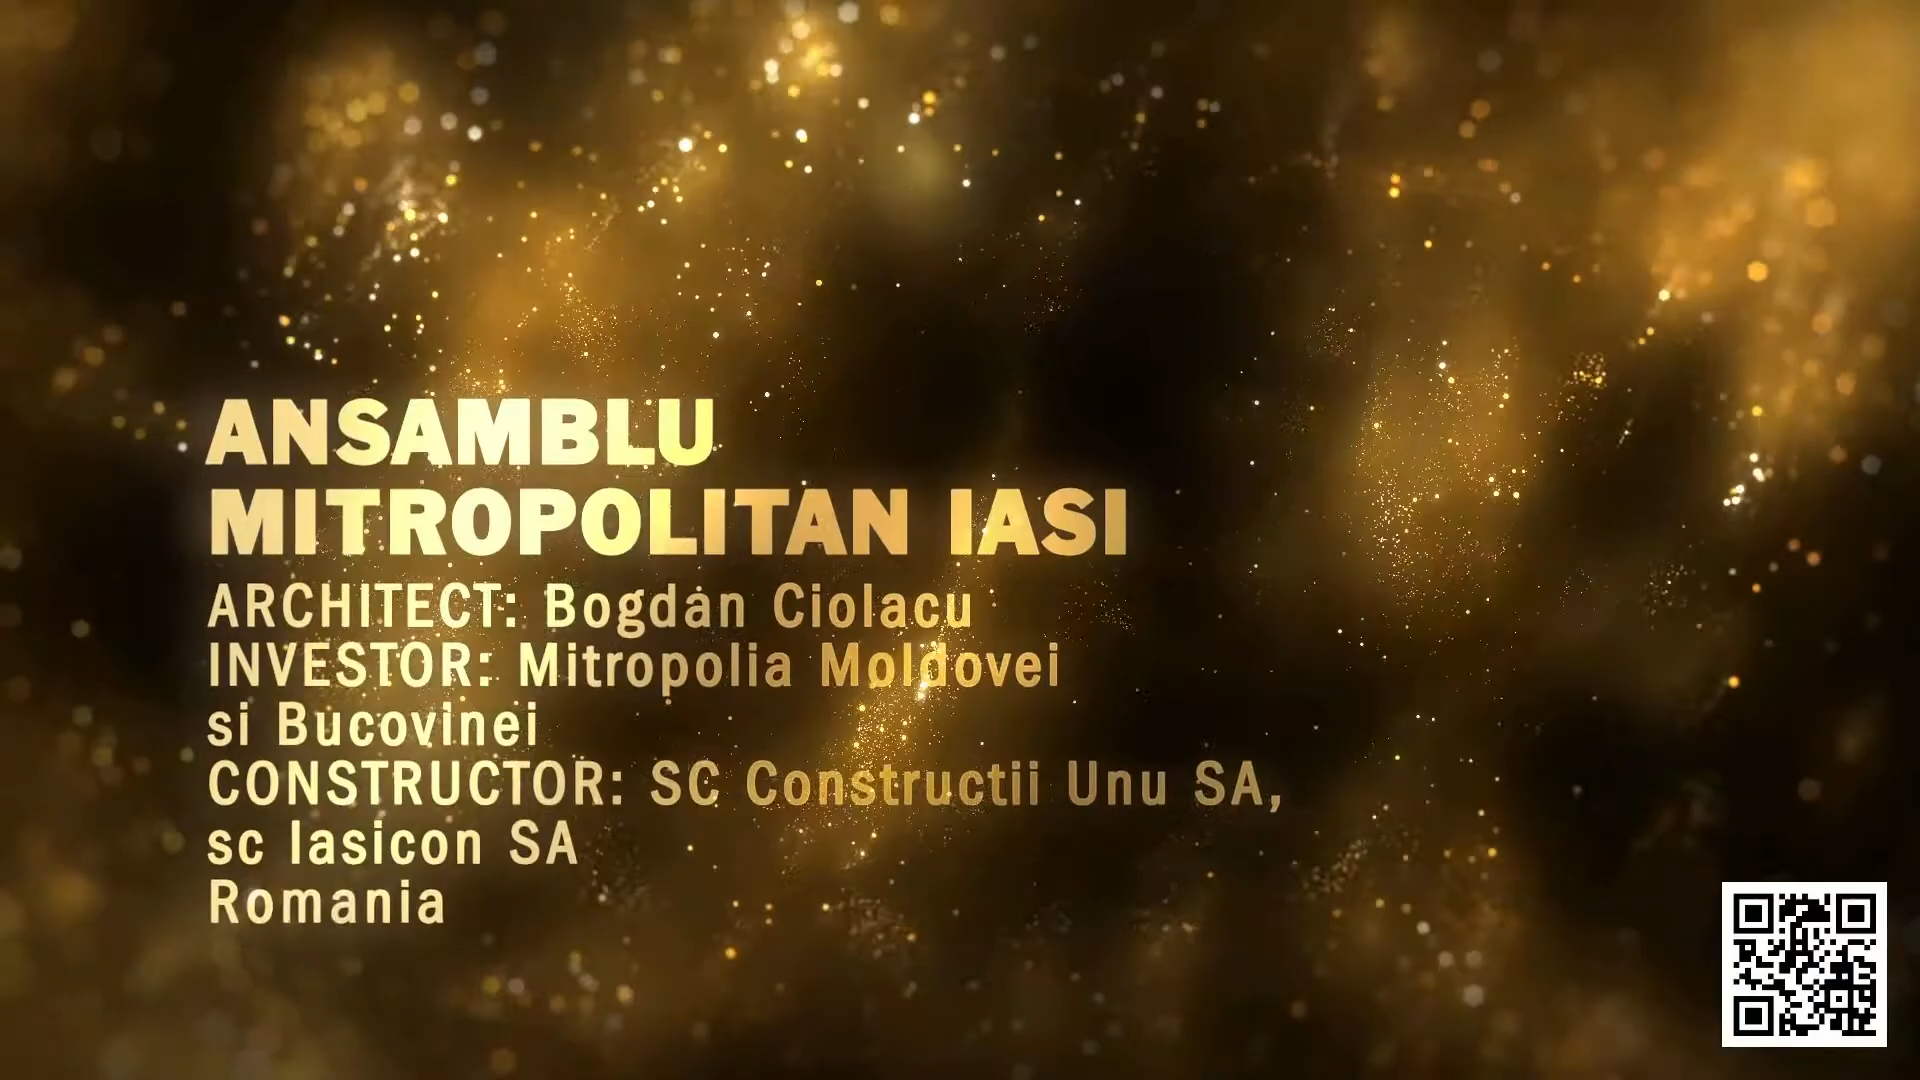 ANSAMBLU
MITROPOLITAN IASI
ARCHITECT: Bogdan Ciolacu
INVESTOR: Mitropolia Moldovei
si Bucovinei
CONSTRUCTOR: SC Constructii Unu SA,
sc Iasicon SA
Romania